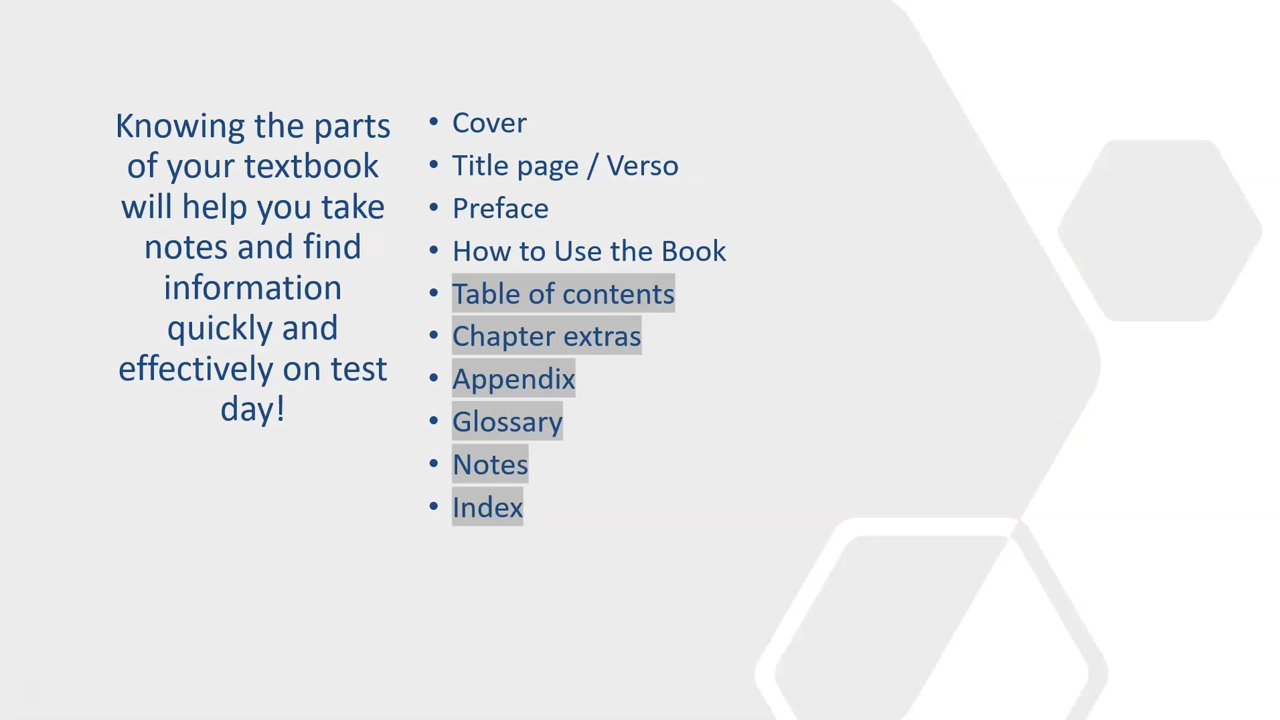 Knowing the parts
of your textbook
will help you take
notes and find
information
quickly and
effectively on test
day!
• Cover
• Title page / Verso
• Preface
• How to Use the Book
• Table of contents
• Chapter extras
• Appendix
• Glossary
• Notes
• Index